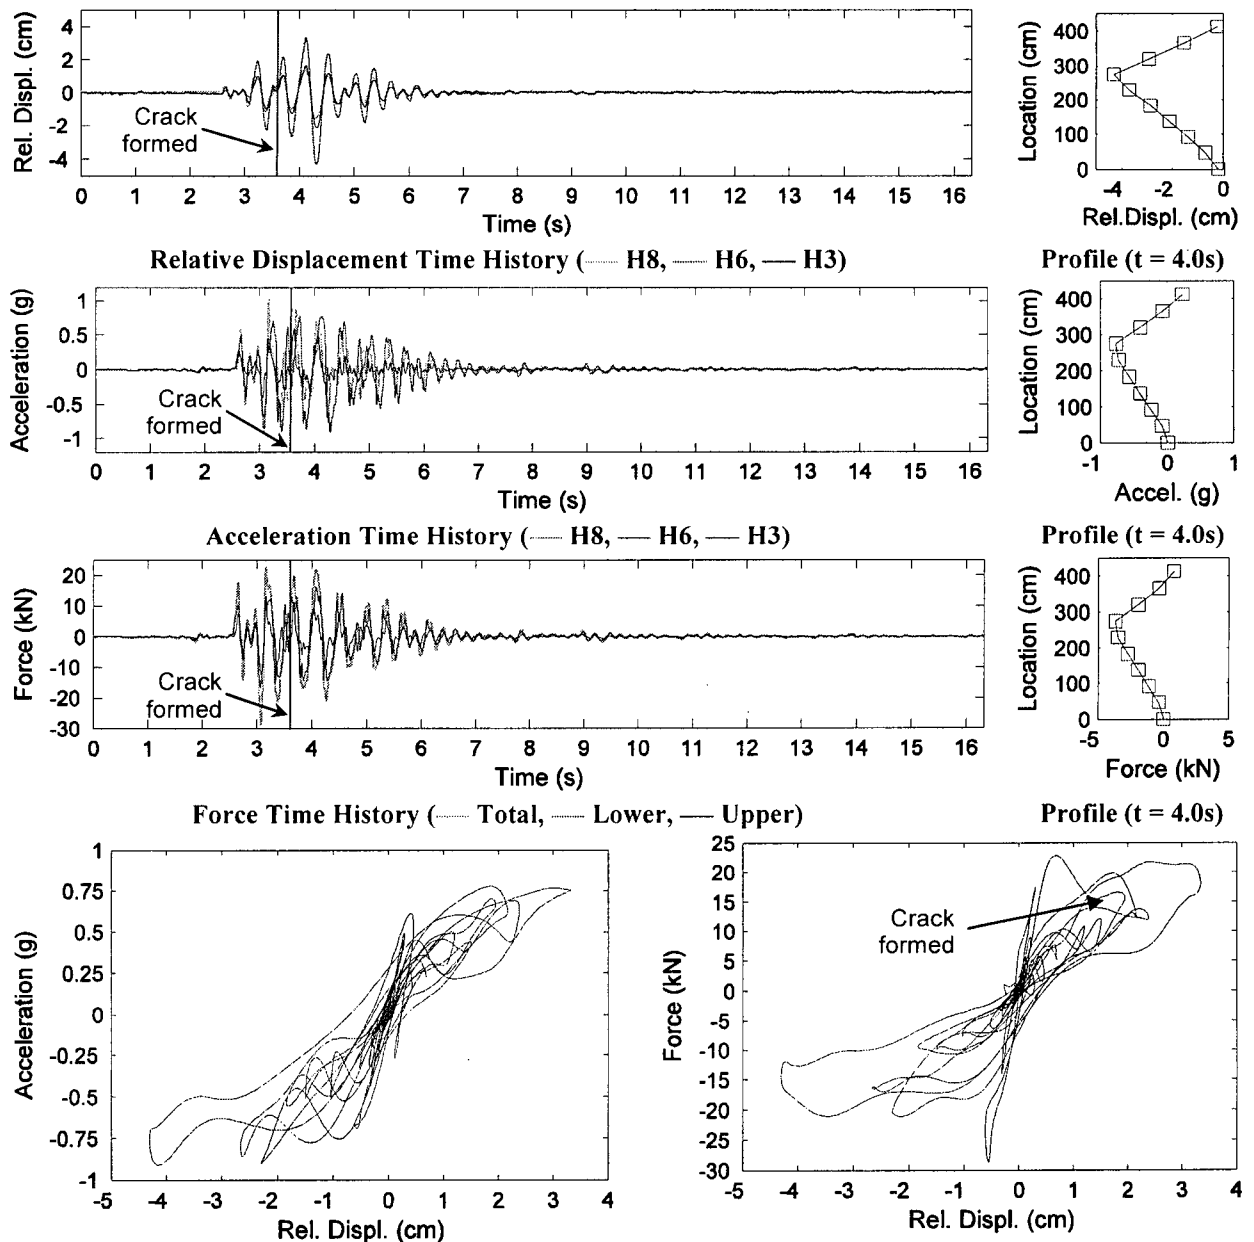 Rel. Displ. (cm)
4
2
0
-2
-4
Crack
formed
0 1 2 3 4 5 6 7 8 9 10 11 12 13 14 15 16
Time (s)
Location (cm)
400
300
200
100
0
-4 -2 0
Rel.Displ. (cm)
Relative Displacement Time History (---- H8, — H6, — H3)
Profile (t = 4.0s)
Acceleration (g)
1
0.5
0
-0.5
-1
Crack
formed
0 1 2 3 4 5 6 7 8 9 10 11 12 13 14 15 16
Time (s)
Location (cm)
400
300
200
100
0
-1 0 1
Accel. (g)
Acceleration Time History (---- H8, — H6, — H3)
Profile (t = 4.0s)
Force (kN)
20
10
0
-10
-20
-30
Crack
formed
0 1 2 3 4 5 6 7 8 9 10 11 12 13 14 15 16
Time (s)
Location (cm)
400
300
200
100
0
-5 0 5
Force (kN)
Force Time History (---- Total, — Lower, — Upper)
Profile (t = 4.0s)
Acceleration (g)
1
0.75
0.5
0.25
0
-0.25
-0.5
-0.75
-1
-5 -4 -3 -2 -1 0 1 2 3 4
Rel. Displ. (cm)
Force (kN)
25
20
15
10
5
0
-5
-10
-15
-20
-25
-30
Crack
formed
-5 -4 -3 -2 -1 0 1 2 3 4
Rel. Displ. (cm)